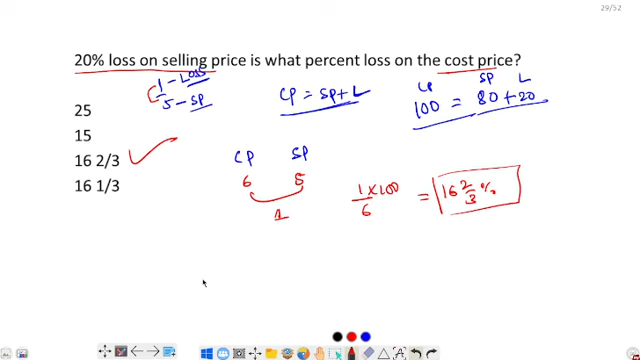 29/52
20% loss on selling price is what percent loss on the cost price?
1 - Loss
5 - SP
CP = SP + L
CP SP L
100 = 80 + 20
25
15
16 2/3
16 1/3
CP SP
6 5
1
1/6 × 100 = 16 2/3 %